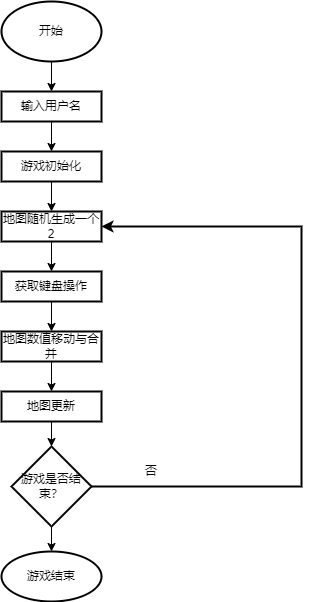 开始
输入用户名
游戏初始化
地图随机生成一个
2
获取键盘操作
地图数值移动与合
并
地图更新
游戏是否结
束？
否
游戏结束